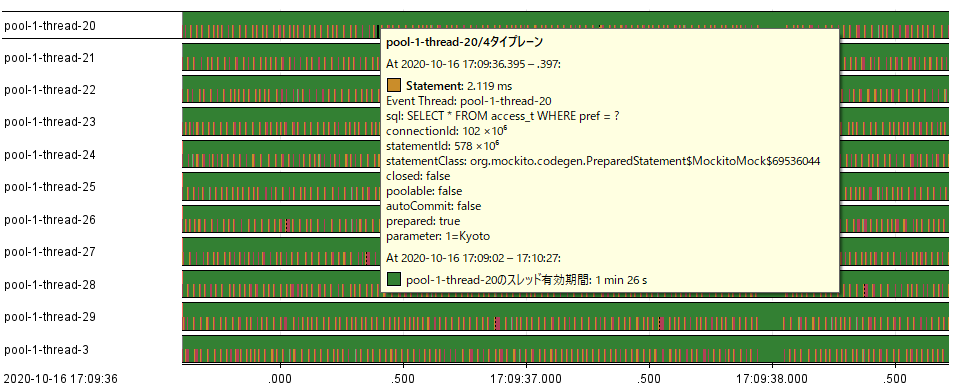 pool-1-thread-20
pool-1-thread-21
pool-1-thread-22
pool-1-thread-23
pool-1-thread-24
pool-1-thread-25
pool-1-thread-26
pool-1-thread-27
pool-1-thread-28
pool-1-thread-29
pool-1-thread-3
pool-1-thread-20/4タイプレーン
At 2020-10-16 17:09:36.395 – .397:
Statement: 2.119 ms
Event Thread: pool-1-thread-20
sql: SELECT * FROM access_t WHERE pref = ?
connectionId: 102 ×10⁶
statementId: 578 ×10⁶
statementClass: org.mockito.codegen.PreparedStatement$MockitoMock$69536044
closed: false
poolable: false
autoCommit: false
prepared: true
parameter: 1=Kyoto
At 2020-10-16 17:09:02 – 17:10:27:
pool-1-thread-20のスレッド有効期間: 1 min 26 s
2020-10-16 17:09:36 .000 .500 17:09:37.000 .500 17:09:38.000 .500